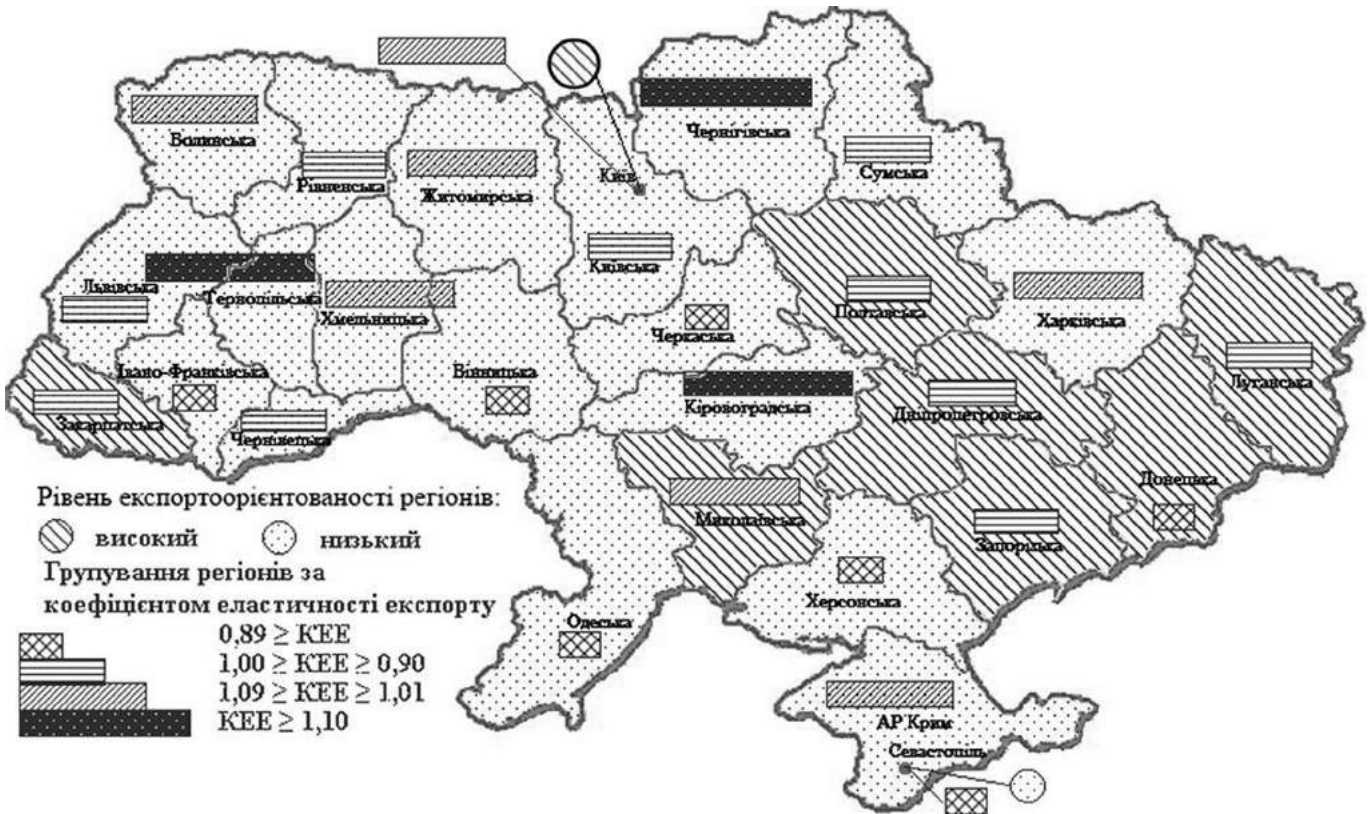 Волинська
Рівненська
Житомирська
Київ
Чернігівська
Сумська
Львівська
Тернопільська
Хмельницька
Київська
Черкаська
Полтавська
Харківська
Луганська
Закарпатська
Івано-Франківська
Чернівецька
Вінницька
Кіровоградська
Дніпропетровська
Донецька
Миколаївська
Запорізька
Херсонська
Одеська
АР Крим
Севастопіль
Рівень експортоорієнтованості регіонів:
високий низький
Групування регіонів за
коефіцієнтом еластичності експорту
0,89 ≥ КЕЕ
1,00 ≥ КЕЕ ≥ 0,90
1,09 ≥ КЕЕ ≥ 1,01
КЕЕ ≥ 1,10